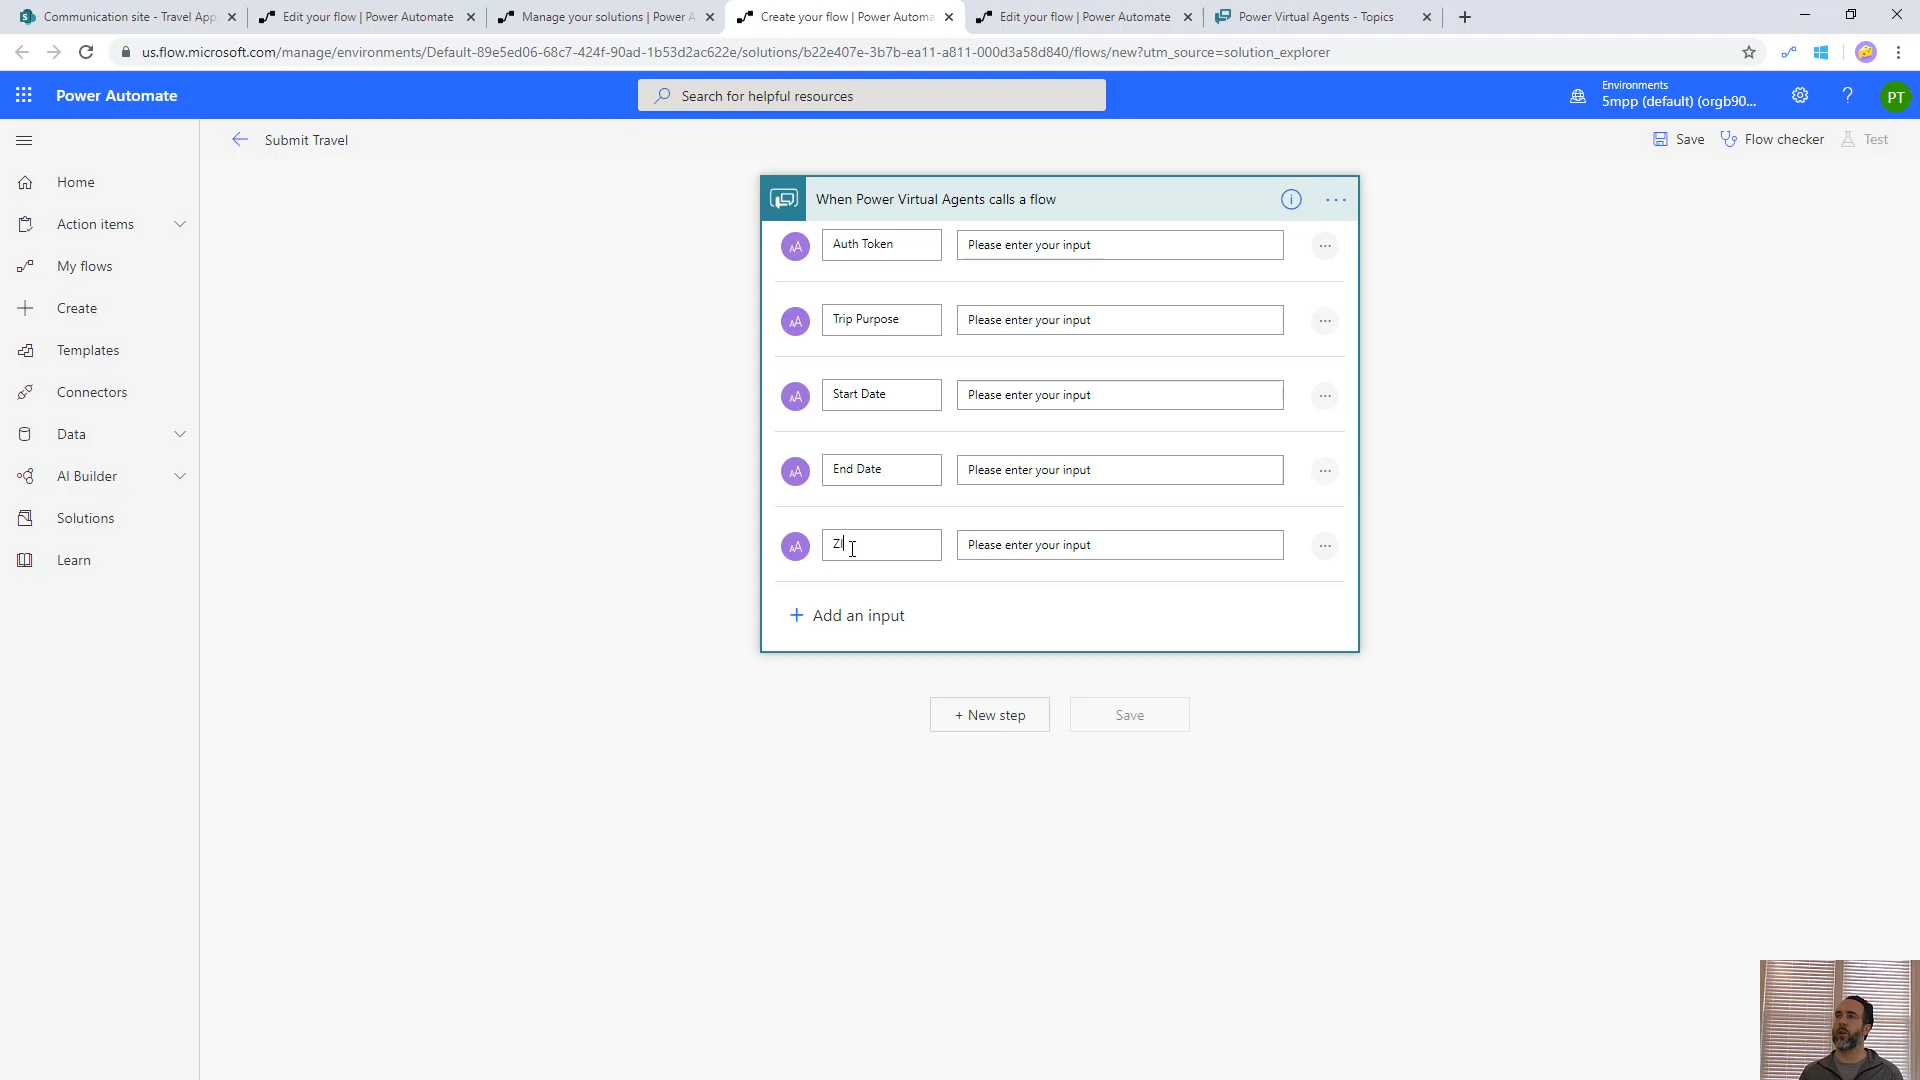 Communication site - Travel App
Edit your flow | Power Automate
Manage your solutions | Power A
Create your flow | Power Automa
Edit your flow | Power Automate
Power Virtual Agents - Topics
us.flow.microsoft.com/manage/environments/Default-89e5ed06-68c7-424f-90ad-1b53d2ac622e/solutions/b22e407e-3b7b-ea11-a811-000d3a58d840/flows/new?utm_source=solution_explorer
Power Automate
Search for helpful resources
Environments
5mpp (default) (orgb90...
?
PT
Submit Travel
Save
Flow checker
Test
Home
Action items
My flows
Create
Templates
Connectors
Data
AI Builder
Solutions
Learn
When Power Virtual Agents calls a flow
Auth Token
Please enter your input
Trip Purpose
Please enter your input
Start Date
Please enter your input
End Date
Please enter your input
ZI
Please enter your input
+ Add an input
+ New step
Save